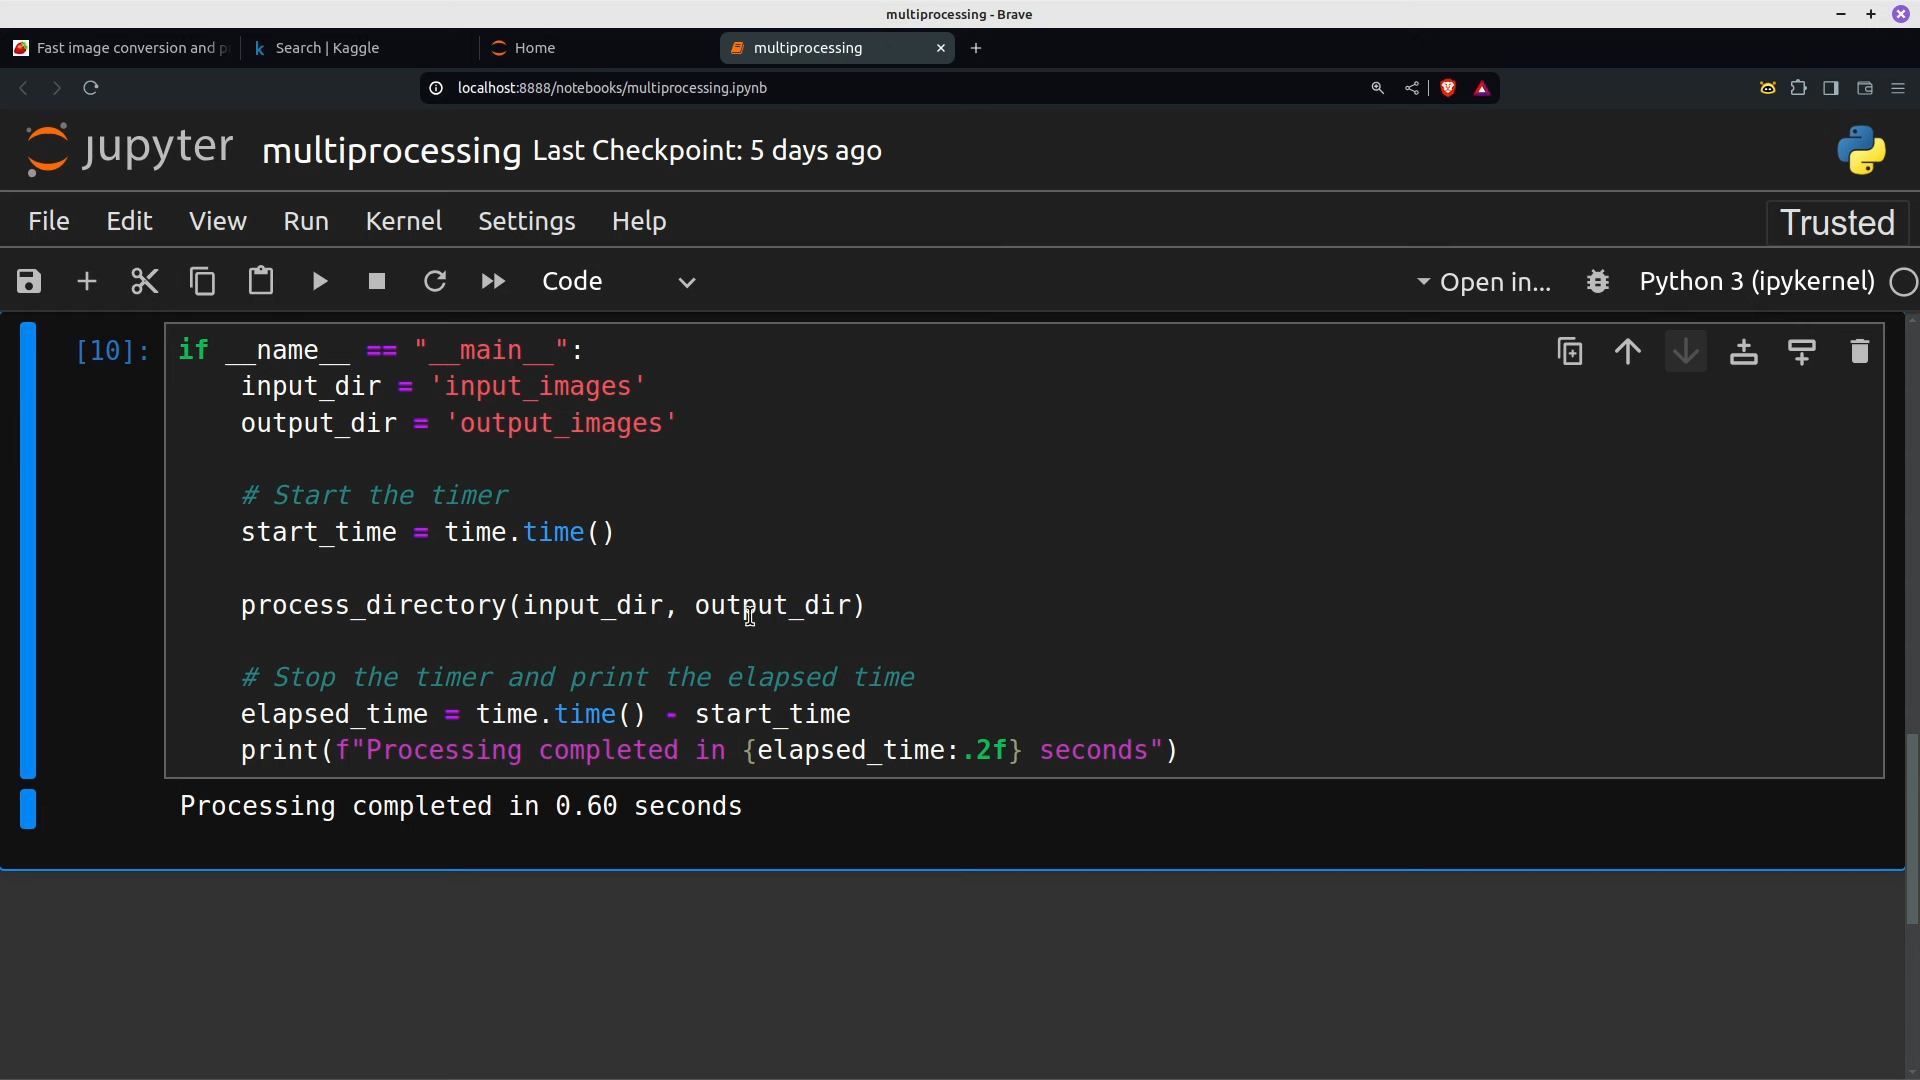 multiprocessing - Brave
Fast image conversion and p
Search | Kaggle
Home
multiprocessing
localhost:8888/notebooks/multiprocessing.ipynb
jupyter multiprocessing Last Checkpoint: 5 days ago
File Edit View Run Kernel Settings Help Trusted
Code Open in... Python 3 (ipykernel)
[10]: if __name__ == "__main__":
    input_dir = 'input_images'
    output_dir = 'output_images'
    # Start the timer
    start_time = time.time()
    process_directory(input_dir, output_dir)
    # Stop the timer and print the elapsed time
    elapsed_time = time.time() - start_time
    print(f"Processing completed in {elapsed_time:.2f} seconds")
Processing completed in 0.60 seconds